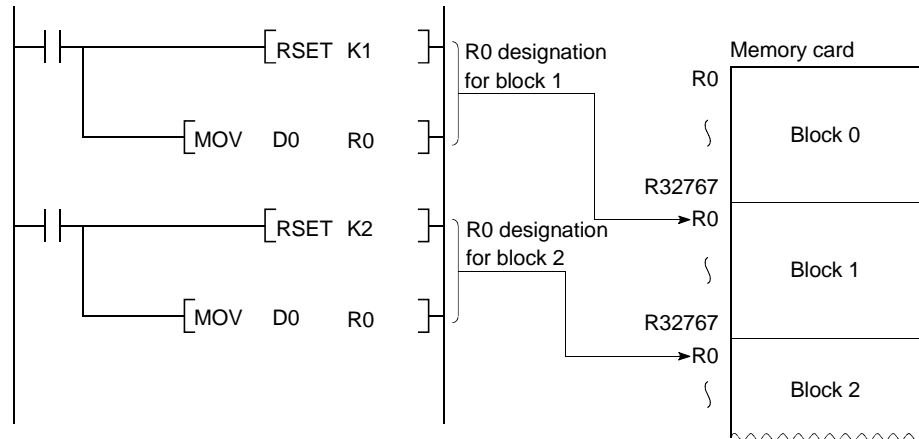 RSET K1
MOV D0 R0
R0 designation
for block 1
RSET K2
MOV D0 R0
R0 designation
for block 2
Memory card
R0
Block 0
R32767
R0
Block 1
R32767
R0
Block 2